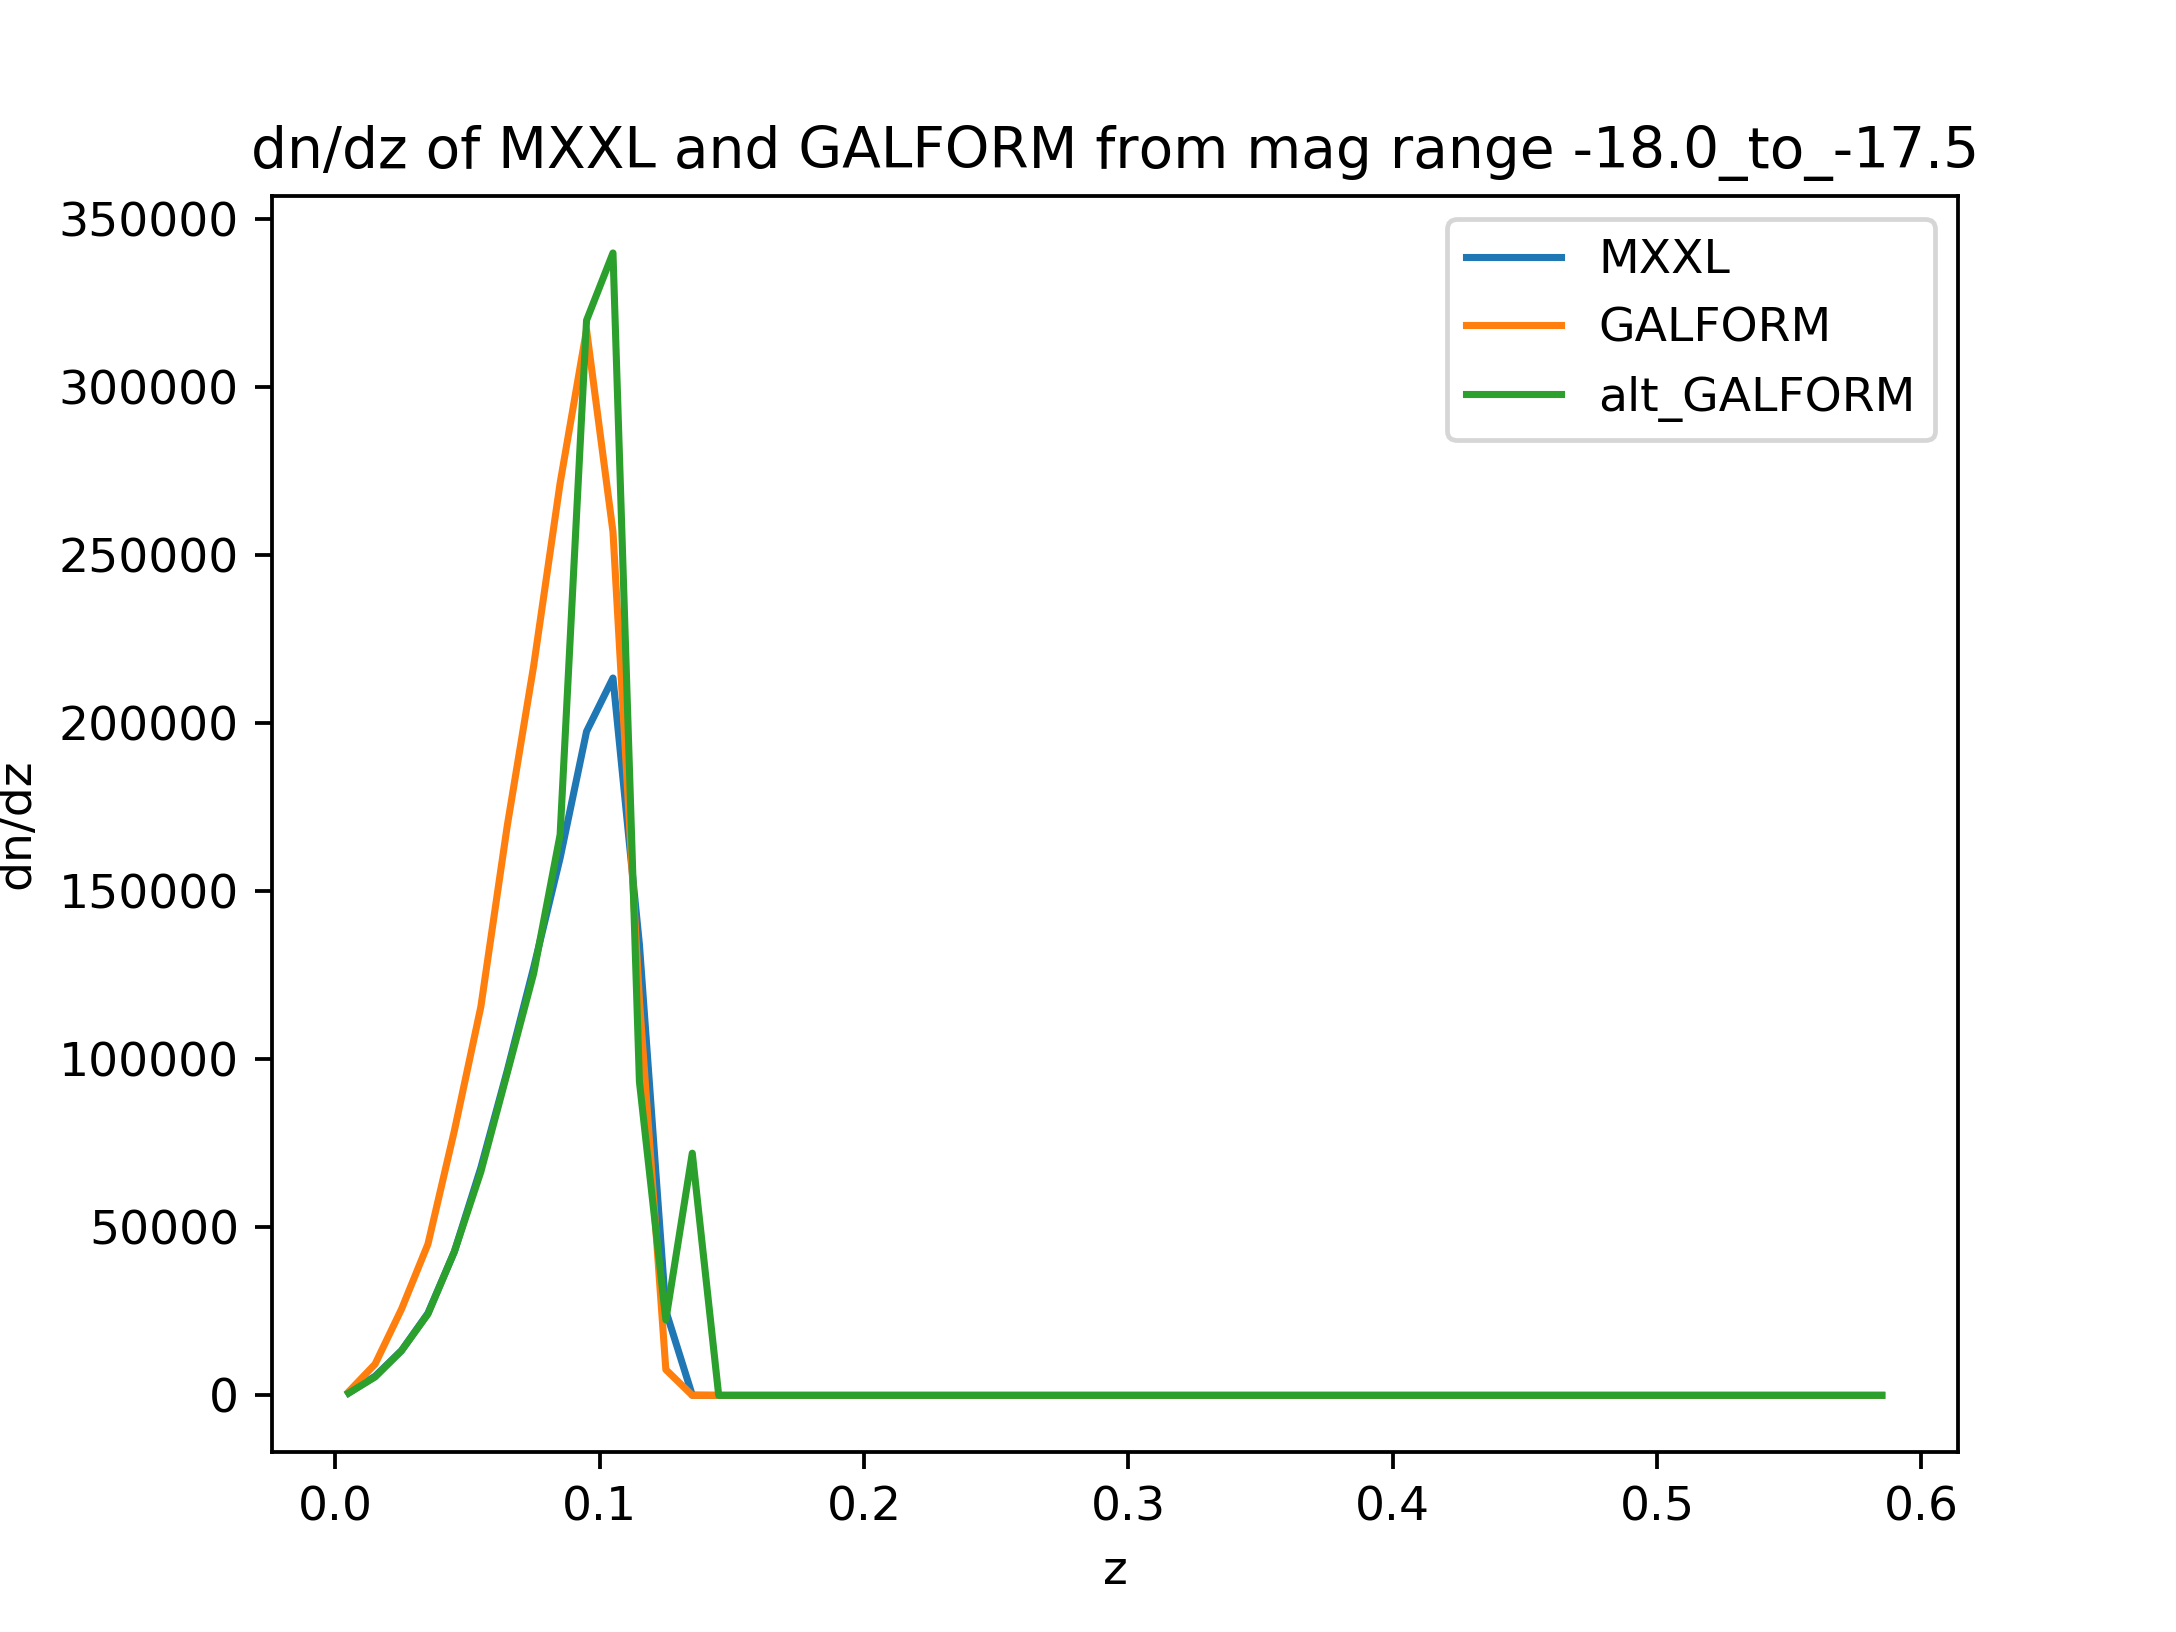 dn/dz of MXXL and GALFORM from mag range -18.0_to_-17.5
350000
300000
250000
200000
150000
100000
50000
0
dn/dz
MXXL
GALFORM
alt_GALFORM
0.0 0.1 0.2 0.3 0.4 0.5 0.6
z